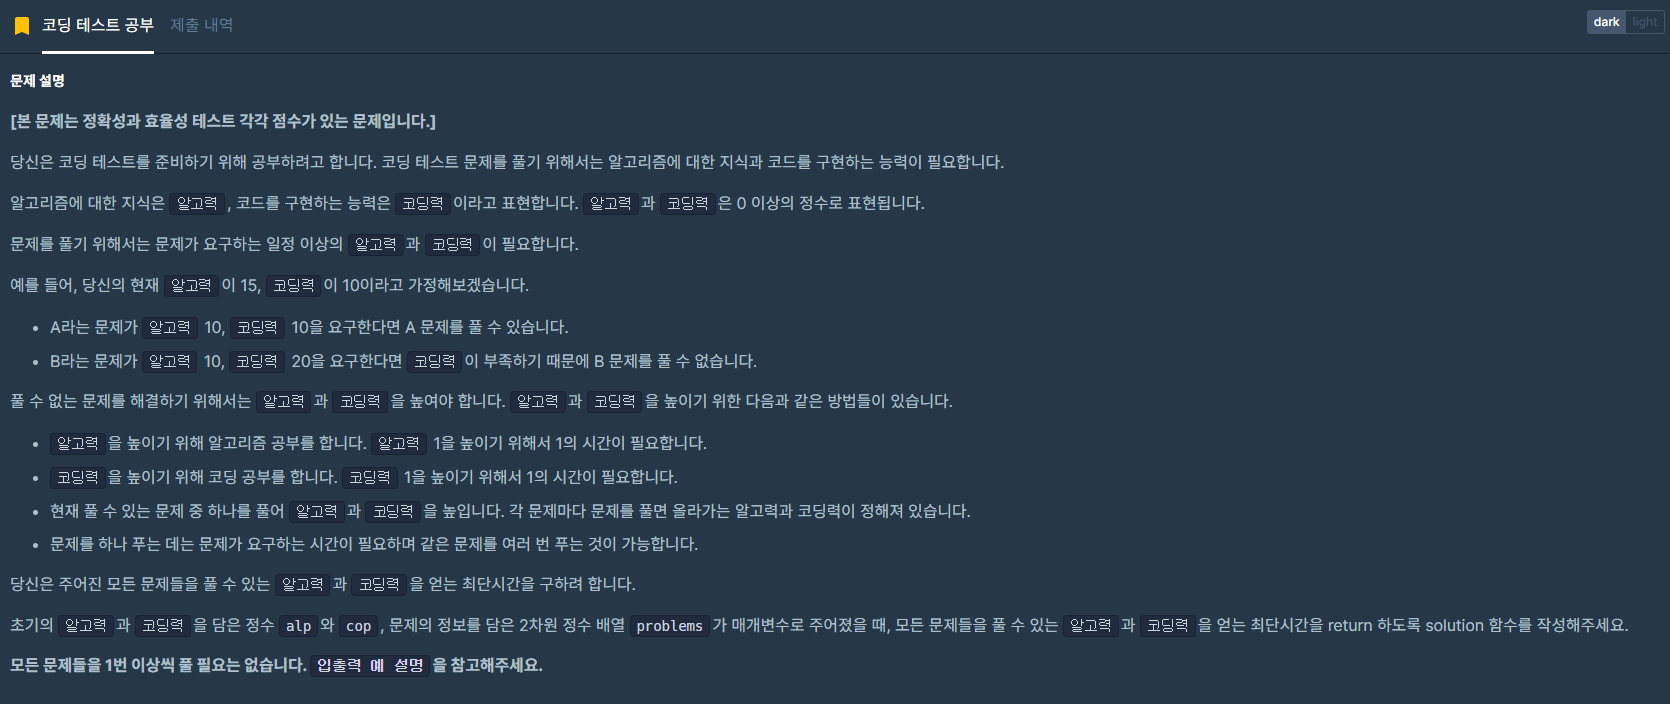 코딩 테스트 공부 제출 내역 dark light
문제 설명
[본 문제는 정확성과 효율성 테스트 각각 점수가 있는 문제입니다.]
당신은 코딩 테스트를 준비하기 위해 공부하려고 합니다. 코딩 테스트 문제를 풀기 위해서는 알고리즘에 대한 지식과 코드를 구현하는 능력이 필요합니다.
알고리즘에 대한 지식은 알고력, 코드를 구현하는 능력은 코딩력이라고 표현합니다. 알고력과 코딩력은 0 이상의 정수로 표현됩니다.
문제를 풀기 위해서는 문제가 요구하는 일정 이상의 알고력과 코딩력이 필요합니다.
예를 들어, 당신의 현재 알고력이 15, 코딩력이 10이라고 가정해보겠습니다.
• A라는 문제가 알고력 10, 코딩력 10을 요구한다면 A 문제를 풀 수 있습니다.
• B라는 문제가 알고력 10, 코딩력 20을 요구한다면 코딩력이 부족하기 때문에 B 문제를 풀 수 없습니다.
풀 수 없는 문제를 해결하기 위해서는 알고력과 코딩력을 높여야 합니다. 알고력과 코딩력을 높이기 위한 다음과 같은 방법들이 있습니다.
• 알고력을 높이기 위해 알고리즘 공부를 합니다. 알고력 1을 높이기 위해서 1의 시간이 필요합니다.
• 코딩력을 높이기 위해 코딩 공부를 합니다. 코딩력 1을 높이기 위해서 1의 시간이 필요합니다.
• 현재 풀 수 있는 문제 중 하나를 풀어 알고력과 코딩력을 높입니다. 각 문제마다 문제를 풀면 올라가는 알고력과 코딩력이 정해져 있습니다.
• 문제를 하나 푸는 데는 문제가 요구하는 시간이 필요하며 같은 문제를 여러 번 푸는 것이 가능합니다.
당신은 주어진 모든 문제들을 풀 수 있는 알고력과 코딩력을 얻는 최단시간을 구하려 합니다.
초기의 알고력과 코딩력을 담은 정수 alp와 cop, 문제의 정보를 담은 2차원 정수 배열 problems가 매개변수로 주어졌을 때, 모든 문제들을 풀 수 있는 알고력과 코딩력을 얻는 최단시간을 return 하도록 solution 함수를 작성해주세요.
모든 문제들을 1번 이상씩 풀 필요는 없습니다. 입출력 예 설명을 참고해주세요.